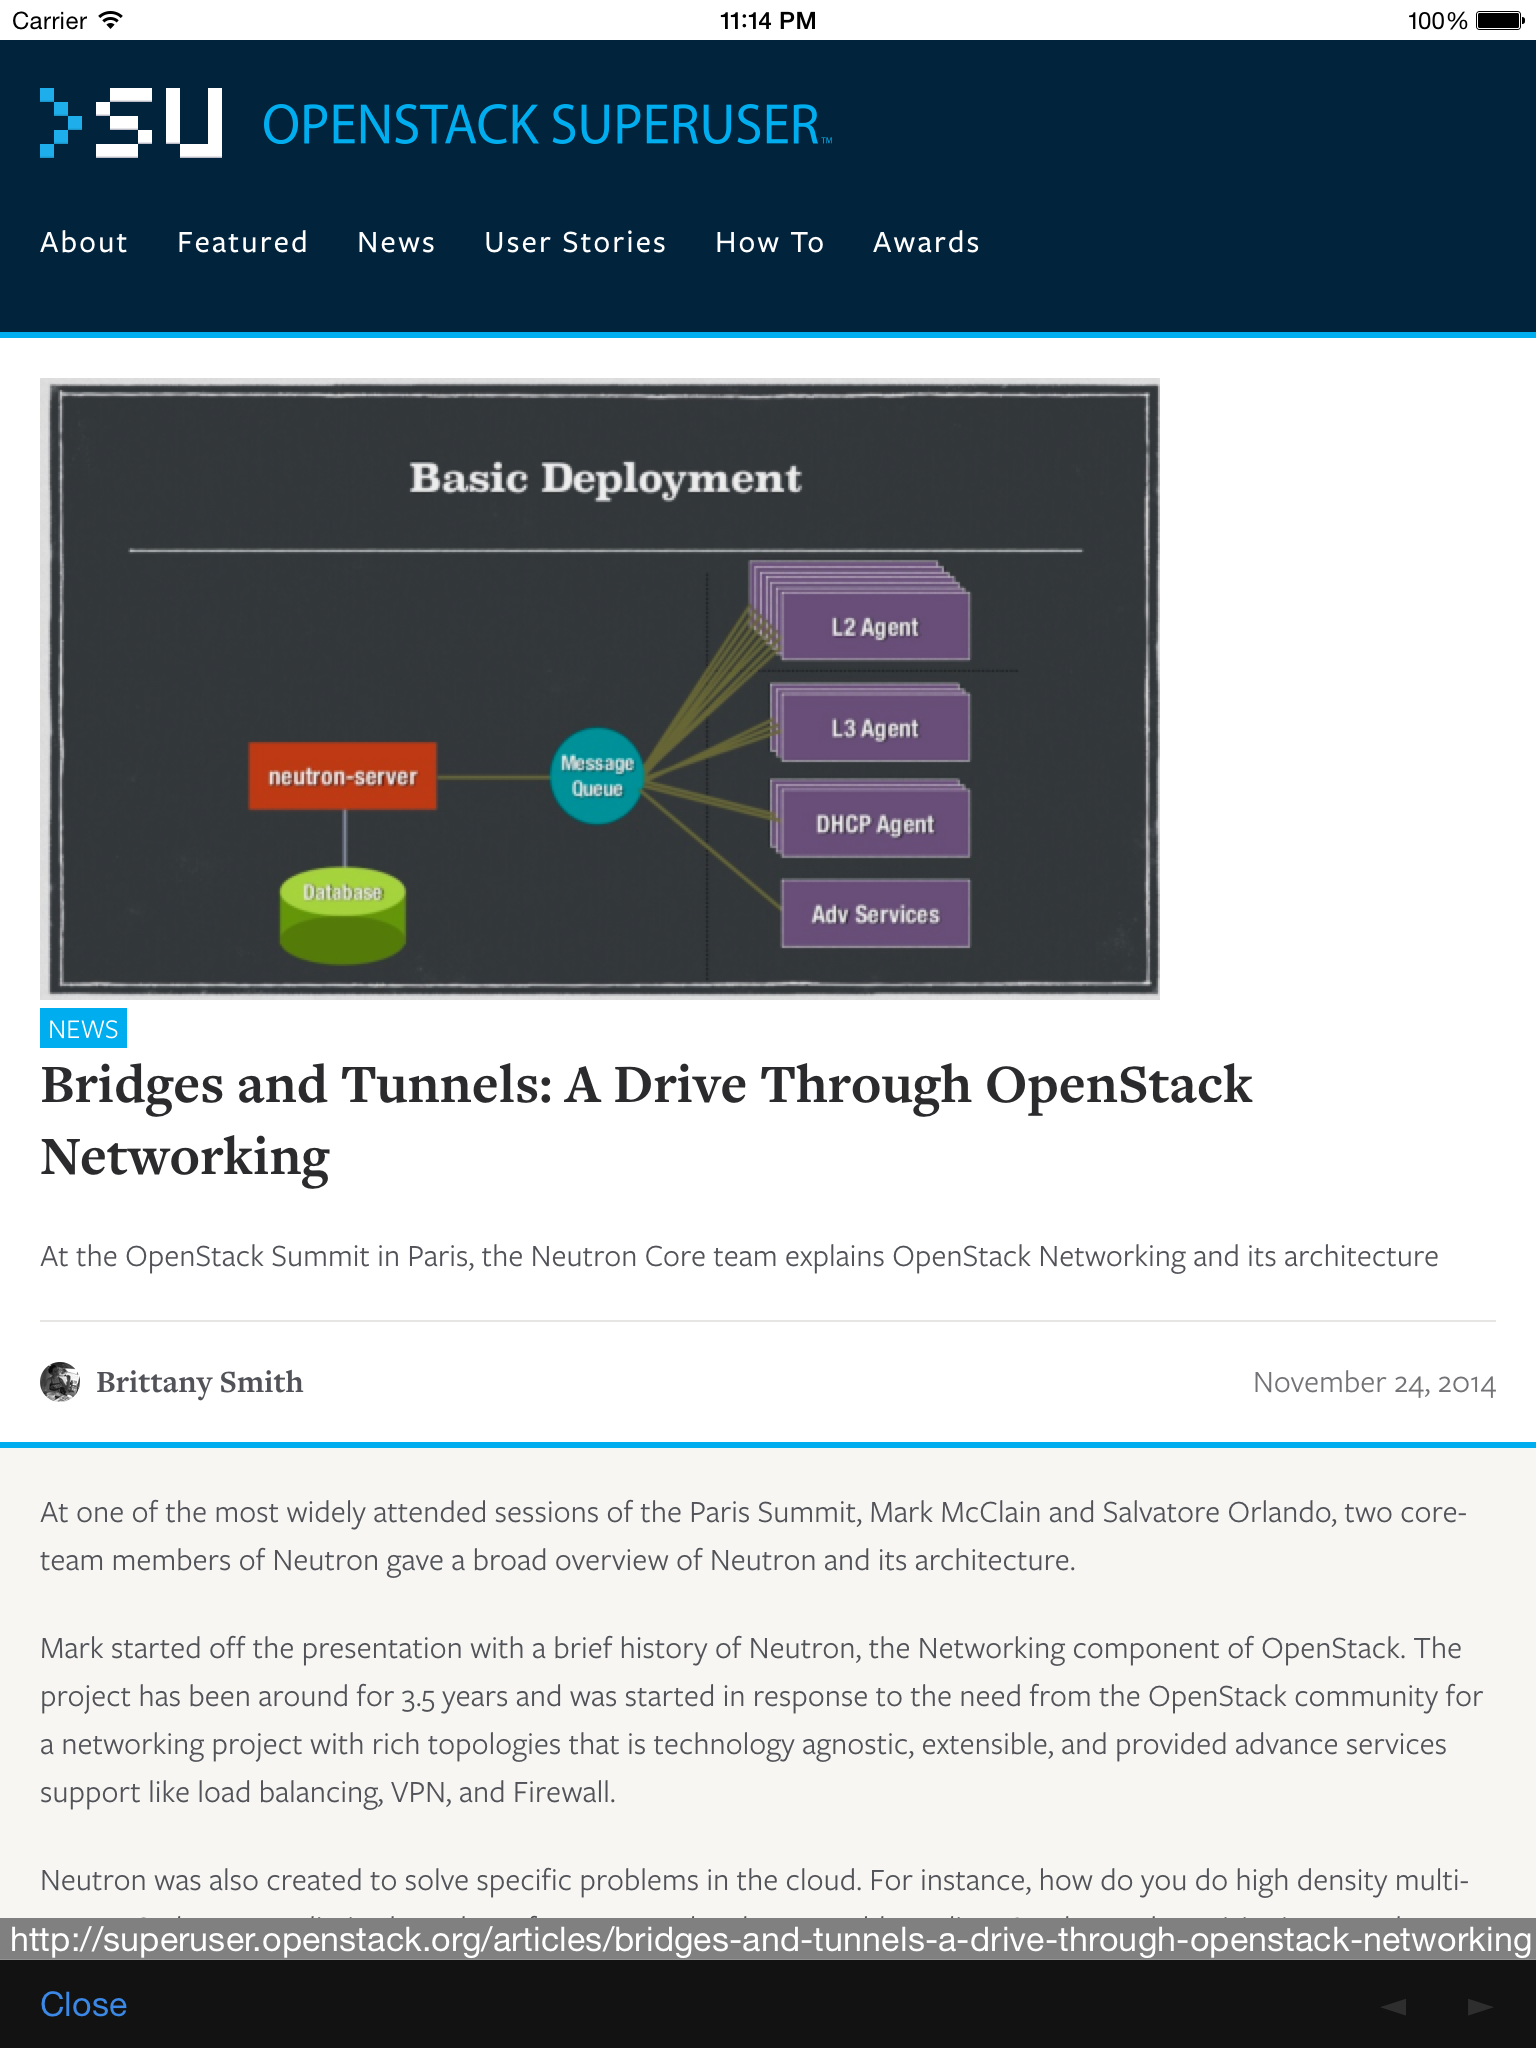 Carrier 11:14 PM 100%
SU OPENSTACK SUPERUSER™
About Featured News User Stories How To Awards
Basic Deployment
L2 Agent
L3 Agent
neutron-server
Message
Queue
DHCP Agent
Database
Adv Services
NEWS
Bridges and Tunnels: A Drive Through OpenStack
Networking
At the OpenStack Summit in Paris, the Neutron Core team explains OpenStack Networking and its architecture
Brittany Smith November 24, 2014
At one of the most widely attended sessions of the Paris Summit, Mark McClain and Salvatore Orlando, two core-
team members of Neutron gave a broad overview of Neutron and its architecture.
Mark started off the presentation with a brief history of Neutron, the Networking component of OpenStack. The
project has been around for 3.5 years and was started in response to the need from the OpenStack community for
a networking project with rich topologies that is technology agnostic, extensible, and provided advance services
support like load balancing, VPN, and Firewall.
Neutron was also created to solve specific problems in the cloud. For instance, how do you do high density multi-
http://superuser.openstack.org/articles/bridges-and-tunnels-a-drive-through-openstack-networking
Close